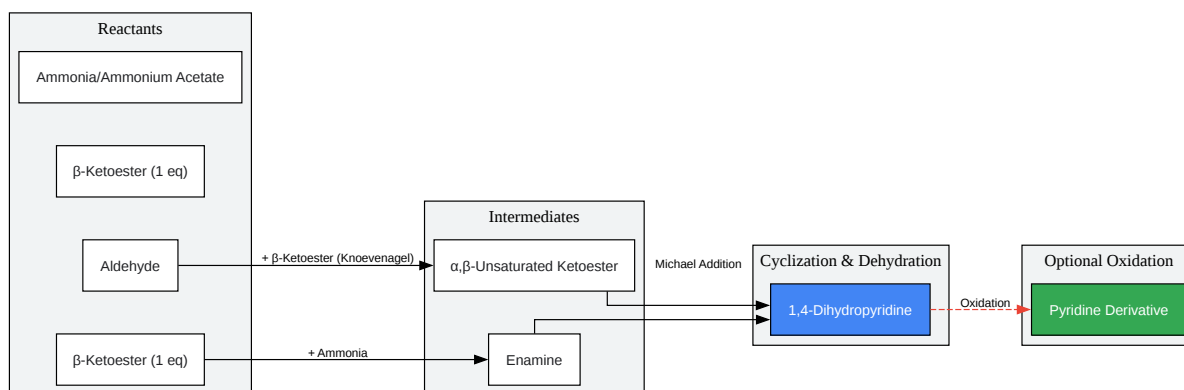 Reactants
Ammonia/Ammonium Acetate
β-Ketoester (1 eq)
Aldehyde
β-Ketoester (1 eq)
+ β-Ketoester (Knoevenagel)
+ Ammonia
Intermediates
α,β-Unsaturated Ketoester
Enamine
Michael Addition
Cyclization & Dehydration
1,4-Dihydropyridine
Oxidation
Optional Oxidation
Pyridine Derivative